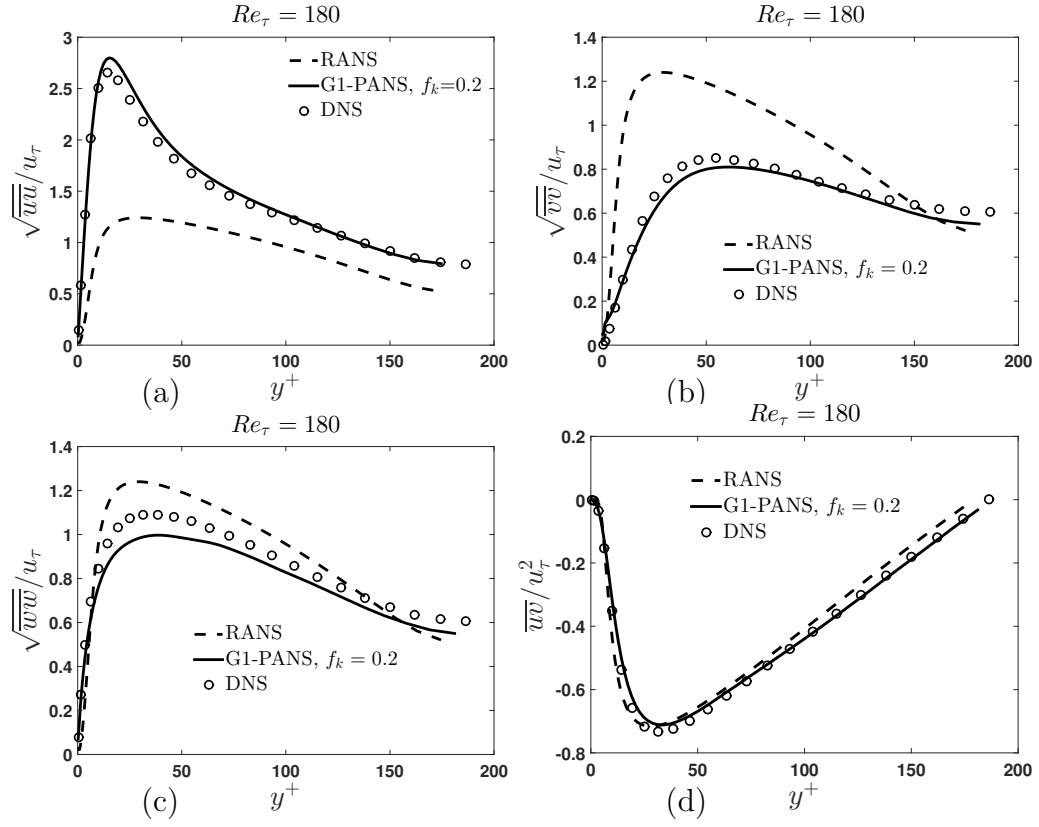 Re_τ = 180
3
2.5
2
1.5
1
0.5
0
0 50 100 150 200
√uu/u_τ
y⁺
RANS
G1-PANS, f_k=0.2
DNS
(a)
Re_τ = 180
1.4
1.2
1
0.8
0.6
0.4
0.2
0
0 50 100 150 200
√vv/u_τ
y⁺
RANS
G1-PANS, f_k = 0.2
DNS
(b)
Re_τ = 180
1.4
1.2
1
0.8
0.6
0.4
0.2
0
0 50 100 150 200
√ww/u_τ
y⁺
RANS
G1-PANS, f_k = 0.2
DNS
(c)
Re_τ = 180
0.2
0
-0.2
-0.4
-0.6
-0.8
0 50 100 150 200
uv/u_τ²
y⁺
RANS
G1-PANS, f_k = 0.2
DNS
(d)